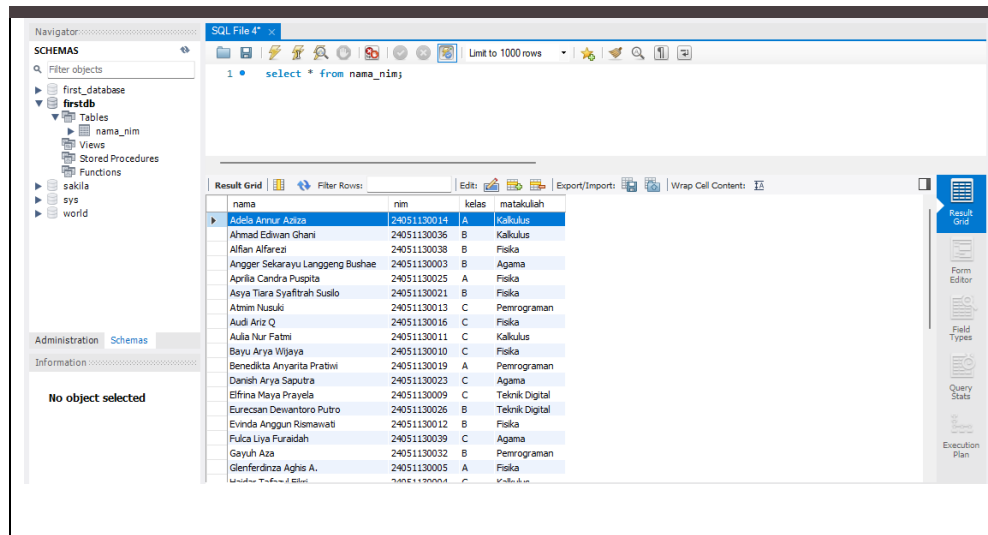 Navigator
SCHEMAS
Filter objects
first_database
firstdb
Tables
nama_nim
Views
Stored Procedures
Functions
sakila
sys
world
Administration Schemas
Information
No object selected
SQL File 4*
Limit to 1000 rows
1 select * from nama_nim;
Result Grid Filter Rows: Edit: Export/Import: Wrap Cell Content:
nama nim kelas matakuliah
Adela Annur Aziiza 24051130014 A Kalkulus
Ahmad Ediwan Ghani 24051130036 B Kalkulus
Alfian Alfarezi 24051130038 B Fisika
Angger Sekarayu Langgeng Bushae 24051130003 B Agama
Aprilia Candra Puspita 24051130025 A Fisika
Asya Tiara Syafitrah Susilo 24051130021 B Fisika
Atmim Nusuki 24051130013 C Pemrograman
Audi Ariz Q 24051130016 C Fisika
Aulia Nur Fatmi 24051130011 C Kalkulus
Bayu Arya Wijaya 24051130010 C Fisika
Benedikta Anyarita Pratiwi 24051130019 A Pemrograman
Danish Arya Saputra 24051130023 C Agama
Elfrina Maya Prayela 24051130009 C Teknik Digital
Eurecsan Dewantoro Putro 24051130026 B Teknik Digital
Evinda Anggun Rismawati 24051130012 B Fisika
Fulca Liya Furaidah 24051130039 C Agama
Gayuh Aza 24051130032 B Pemrograman
Glenferdinza Aghis A. 24051130005 A Fisika
Result
Grid
Form
Editor
Field
Types
Query
Stats
Execution
Plan